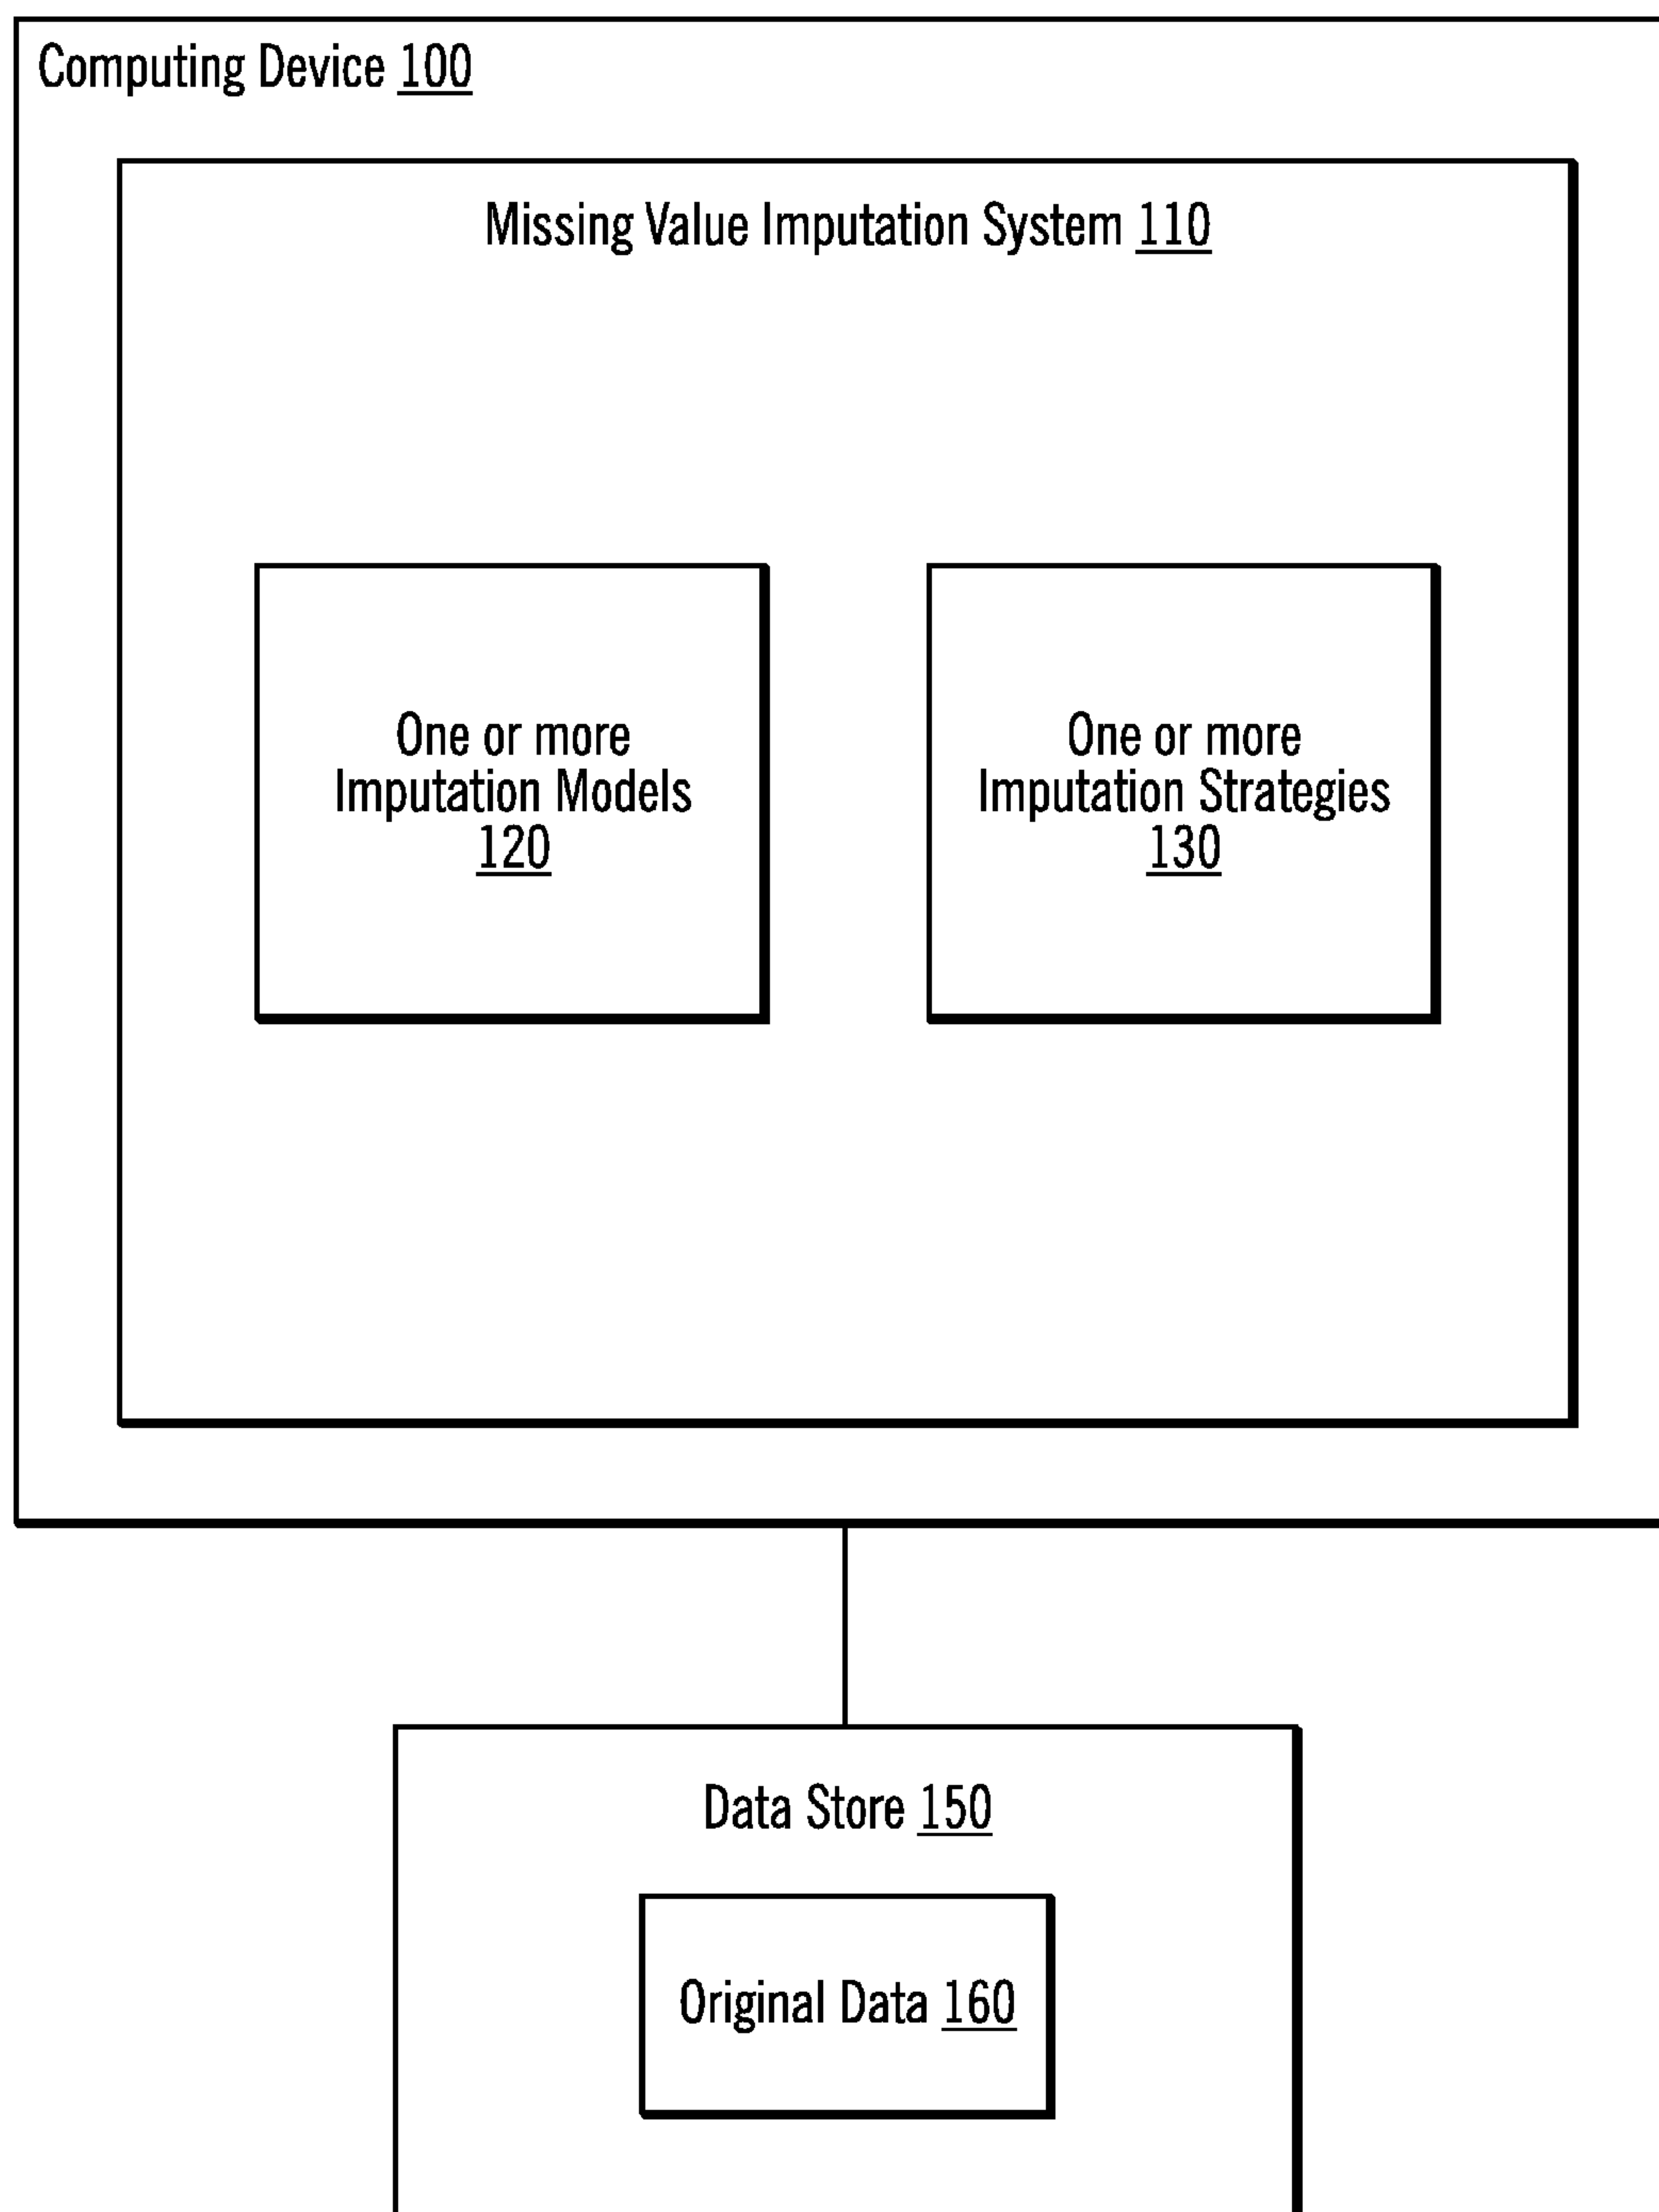 Computing Device 100
Missing Value Imputation System 110
One or more
Imputation Models
120
One or more
Imputation Strategies
130
Data Store 150
Original Data 160